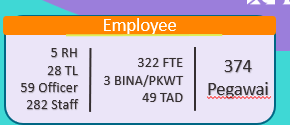 Employee
5 RH
28 TL
59 Officer
282 Staff
322 FTE
3 BINA/PKWT
49 TAD
374
Pegawai